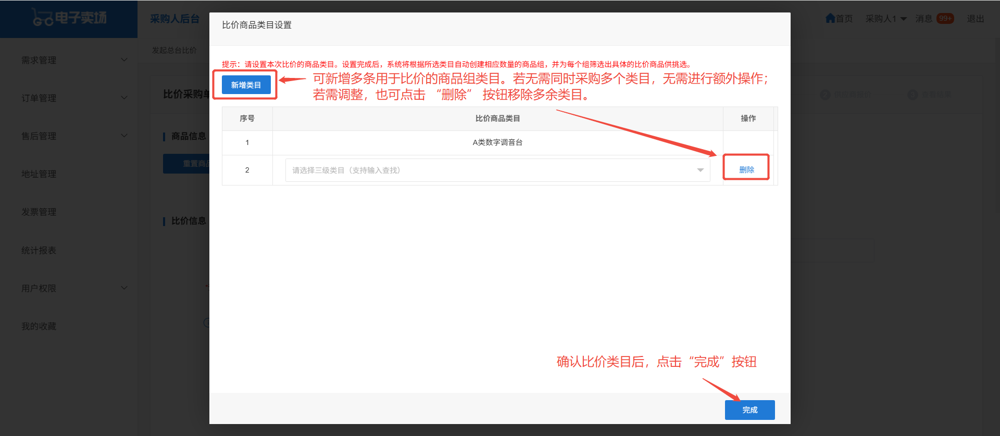 电子卖场
采购人后台
首页
采购人1
消息
99+
退出
需求管理
订单管理
售后管理
地址管理
发票管理
统计报表
用户权限
我的收藏
发起总台比价
比价采购单
2 供应商报价
3 查看结果
商品信息
重置商品
比价信息
比价商品类目设置
提示：请设置本次比价的商品类目。设置完成后，系统将根据所选类目自动创建相应数量的商品组，并为每个组筛选出具体的比价商品供挑选。
新增类目
可新增多条用于比价的商品组类目。若无需同时采购多个类目，无需进行额外操作；
若需调整，也可点击 “删除” 按钮移除多余类目。
序号 比价商品类目 操作
1 A类数字调音台
2 请选择三级类目（支持输入查找） 删除
确认比价类目后，点击“完成”按钮
完成